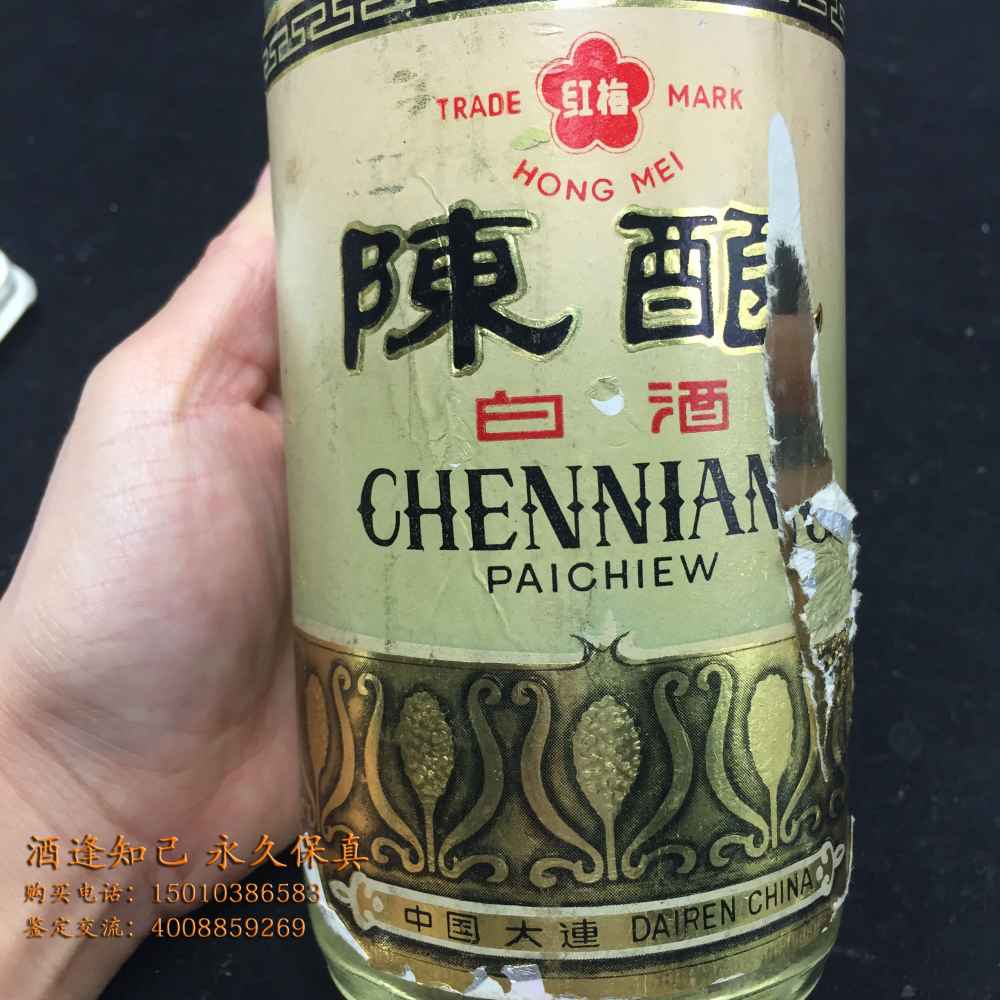 TRADE 红梅 MARK
HONG MEI
陳酿
白酒
CHENNIAN
PAICHIEW
中国大連 DAIREN CHINA
酒逢知己 永久保真
购买电话：15010386583
鉴定交流：4008859269